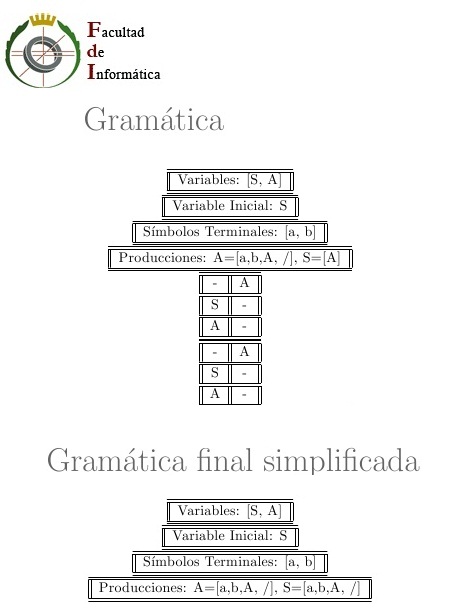 Facultad
de
Informática
Gramática
Variables: [S, A]
Variable Inicial: S
Símbolos Terminales: [a, b]
Producciones: A=[a,b,A, /], S=[A]
- A
S -
A -
- A
S -
A -
Gramática final simplificada
Variables: [S, A]
Variable Inicial: S
Símbolos Terminales: [a, b]
Producciones: A=[a,b,A, /], S=[a,b,A, /]